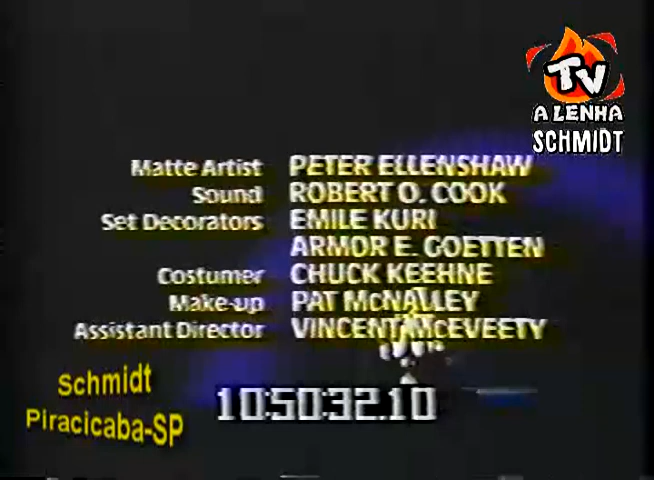 TV
A LENHA
SCHMIDT
Matte Artist PETER ELLENSHAW
Sound ROBERT O. COOK
Set Decorators EMILE KURI
ARMOR E. GOETTEN
Costumer CHUCK KEEHNE
Make-up PAT McNALLEY
Assistant Director VINCENT McEVEETY
Schmidt
Piracicaba-SP
10:50:32.10